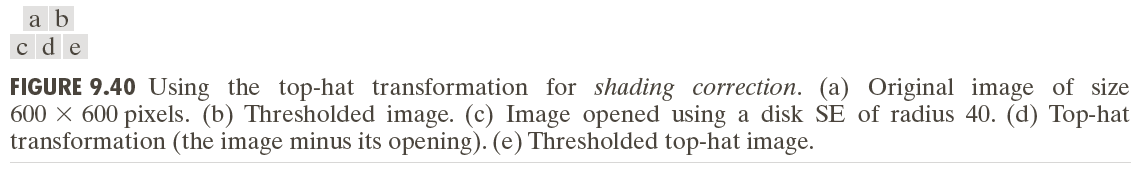 a b
c d e
FIGURE 9.40 Using the top-hat transformation for shading correction. (a) Original image of size
600 × 600 pixels. (b) Thresholded image. (c) Image opened using a disk SE of radius 40. (d) Top-hat
transformation (the image minus its opening). (e) Thresholded top-hat image.